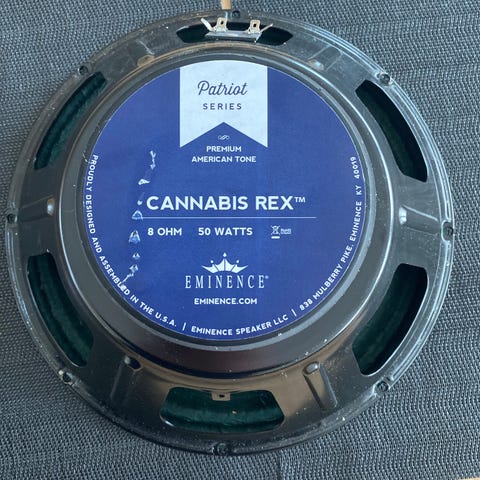 Patriot
SERIES
PREMIUM
AMERICAN TONE
CANNABIS REX™
8 OHM 50 WATTS RoHS
EMINENCE®
EMINENCE.COM
PROUDLY DESIGNED AND ASSEMBLED IN THE U.S.A. | EMINENCE SPEAKER LLC | 838 MULBERRY PIKE, EMINENCE KY 40019